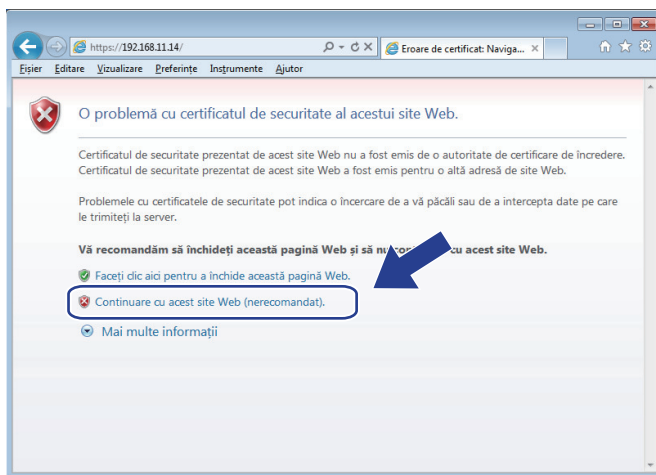 https://192.168.11.14/
Eroare de certificat: Naviga...
Fișier Editare Vizualizare Preferințe Instrumente Ajutor
O problemă cu certificatul de securitate al acestui site Web.
Certificatul de securitate prezentat de acest site Web nu a fost emis de o autoritate de certificare de încredere.
Certificatul de securitate prezentat de acest site Web a fost emis pentru o altă adresă de site Web.
Problemele cu certificatele de securitate pot indica o încercare de a vă păcăli sau de a intercepta date pe care
le trimiteți la server.
Vă recomandăm să închideți această pagină Web și să nu cu acest site Web.
Faceți clic aici pentru a închide această pagină Web.
Continuare cu acest site Web (nerecomandat).
Mai multe informații